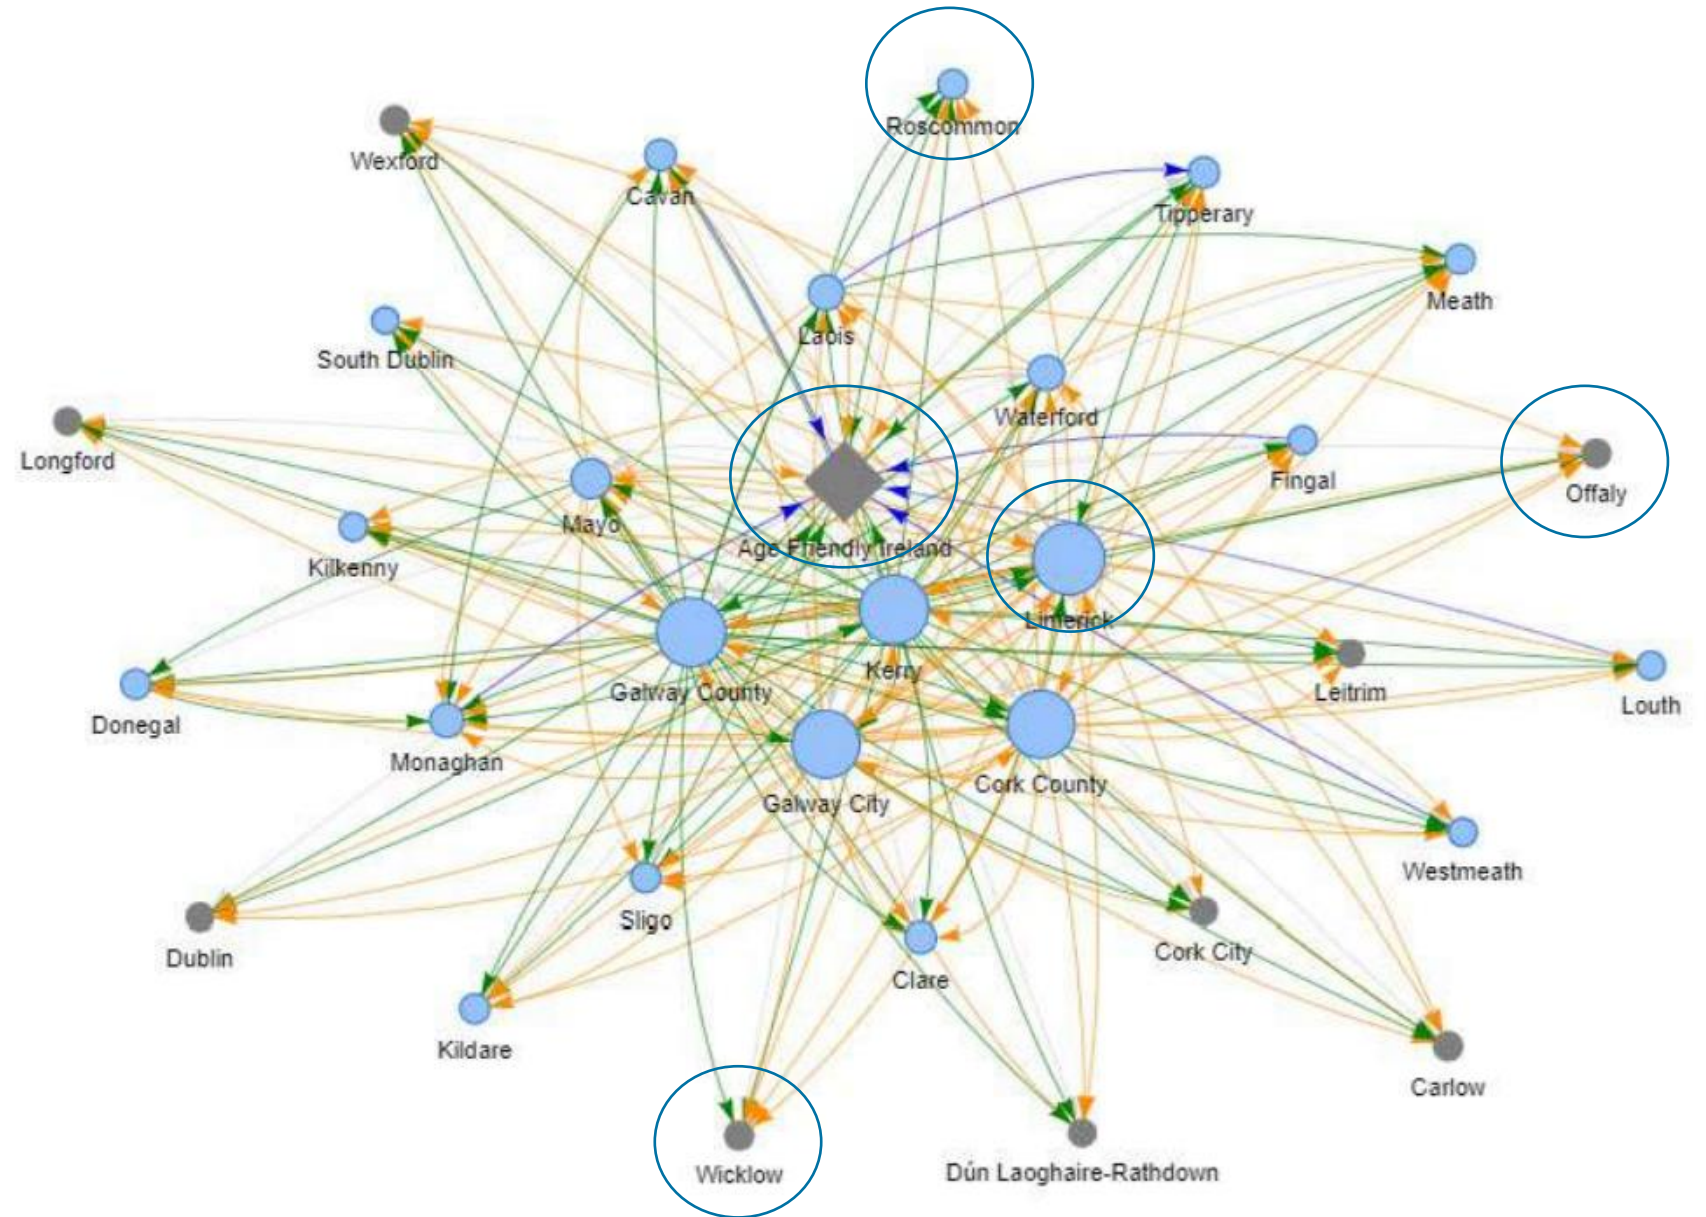 Roscommon
Wexford
Cavan
Tipperary
Meath
Laois
South Dublin
Waterford
Longford
Fingal
Offaly
Mayo
Age Friendly Ireland
Kilkenny
Limerick
Kerry
Galway County
Leitrim
Louth
Donegal
Monaghan
Cork County
Galway City
Westmeath
Sligo
Cork City
Dublin
Clare
Kildare
Carlow
Wicklow
Dún Laoghaire-Rathdown